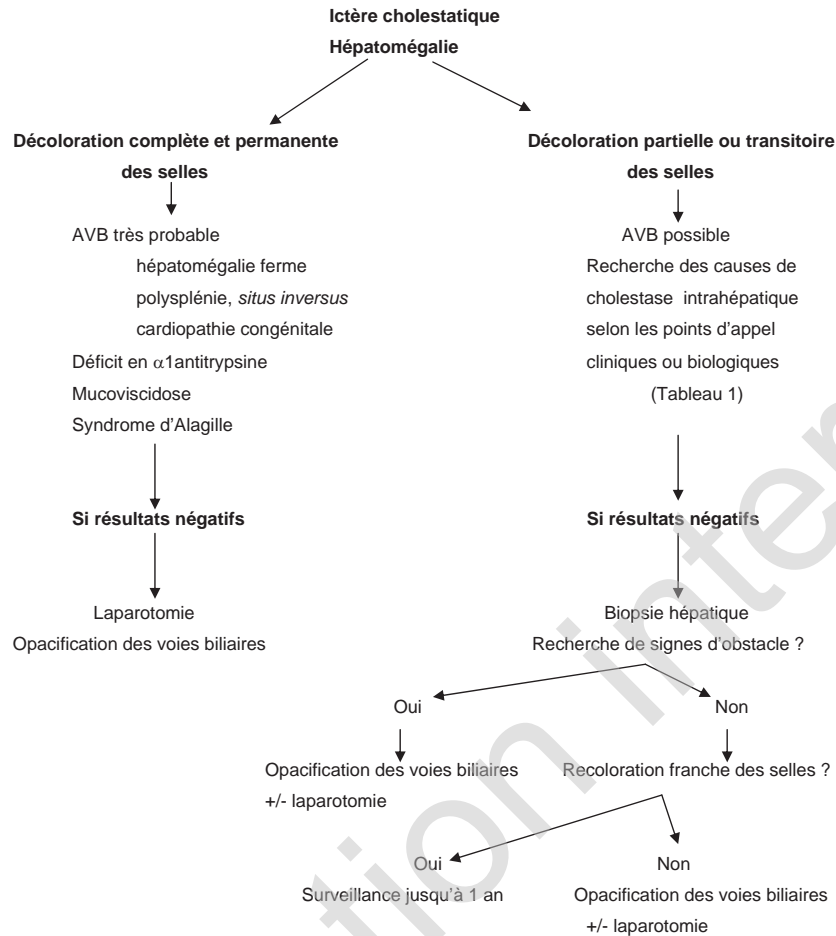 Ictère cholestatique
Hépatomégalie
Décoloration complète et permanente
des selles
AVB très probable
hépatomégalie ferme
polysplénie, situs inversus
cardiopathie congénitale
Déficit en α1antitrypsine
Mucoviscidose
Syndrome d'Alagille
Si résultats négatifs
Laparotomie
Opacification des voies biliaires
Décoloration partielle ou transitoire
des selles
AVB possible
Recherche des causes de
cholestase intrahépatique
selon les points d'appel
cliniques ou biologiques
(Tableau 1)
Si résultats négatifs
Biopsie hépatique
Recherche de signes d'obstacle ?
Oui
Opacification des voies biliaires
+/- laparotomie
Non
Recoloration franche des selles ?
Oui
Surveillance jusqu'à 1 an
Non
Opacification des voies biliaires
+/- laparotomie